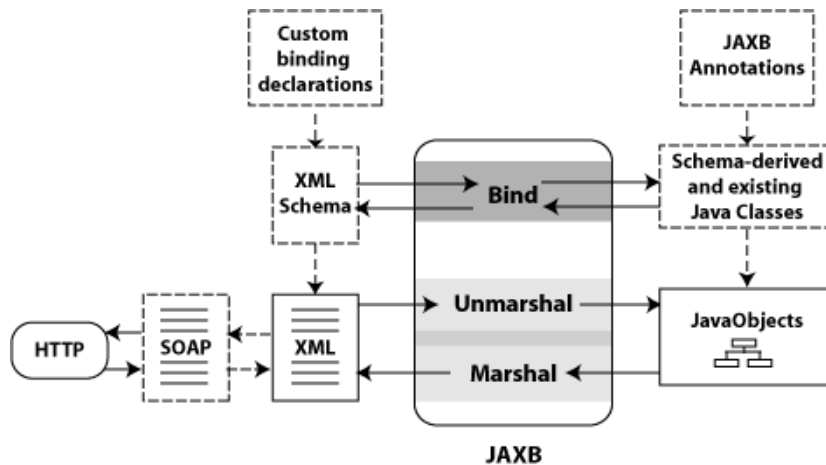 Custom
binding
declarations
JAXB
Annotations
XML
Schema
Bind
Schema-derived
and existing
Java Classes
HTTP
SOAP
XML
Unmarshal
Marshal
JavaObjects
JAXB